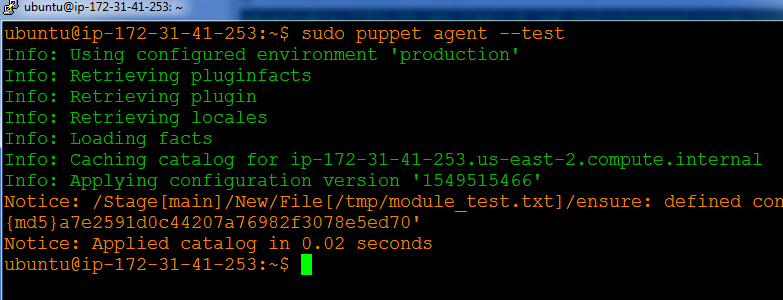 ubuntu@ip-172-31-41-253: ~
ubuntu@ip-172-31-41-253:~$ sudo puppet agent --test
Info: Using configured environment 'production'
Info: Retrieving pluginfacts
Info: Retrieving plugin
Info: Retrieving locales
Info: Loading facts
Info: Caching catalog for ip-172-31-41-253.us-east-2.compute.internal
Info: Applying configuration version '1549515466'
Notice: /Stage[main]/New/File[/tmp/module_test.txt]/ensure: defined con
{md5}a7e2591d0c44207a76982f3078e5ed70'
Notice: Applied catalog in 0.02 seconds
ubuntu@ip-172-31-41-253:~$